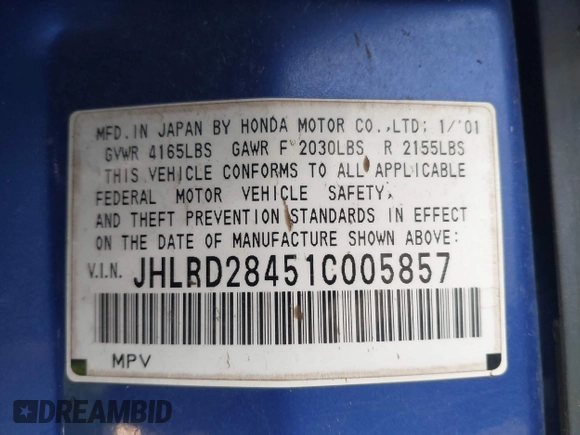 MFD. IN JAPAN BY HONDA MOTOR CO.,LTD; 1/'01
GVWR 4165LBS GAWR F 2030LBS R 2155LBS
THIS VEHICLE CONFORMS TO ALL APPLICABLE
FEDERAL MOTOR VEHICLE SAFETY,
AND THEFT PREVENTION STANDARDS IN EFFECT
ON THE DATE OF MANUFACTURE SHOWN ABOVE:
V.I.N. JHLRD28451C005857
MPV
DREAMBID